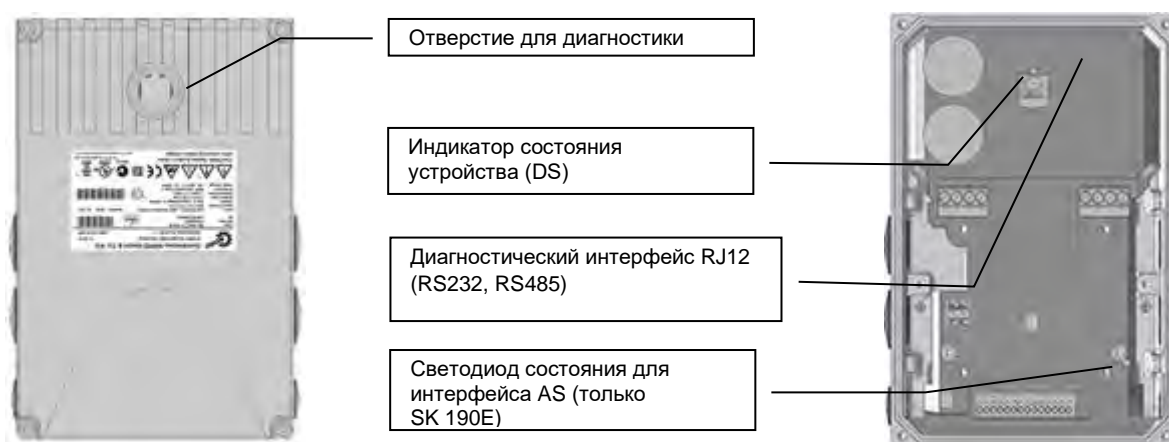 Отверстие для диагностики
Индикатор состояния
устройства (DS)
Диагностический интерфейс RJ12
(RS232, RS485)
Светодиод состояния для
интерфейса AS (только
SK 190E)